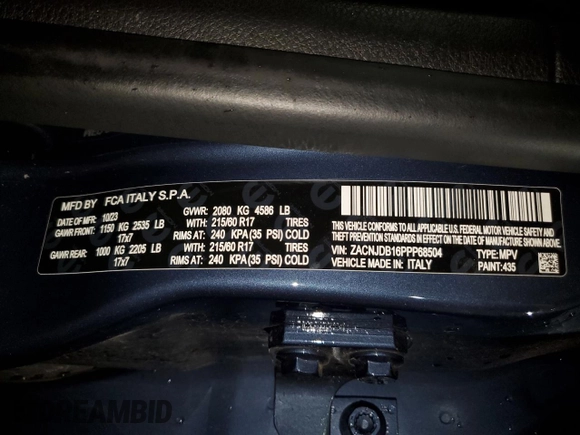 MFD BY FCA ITALY S.P.A.
DATE OF MFR: 10/23 GVWR: 2080 KG 4586 LB
GAWR FRONT: 1150 KG 2535 LB WITH 215/60 R17 TIRES
17x7 RIMS AT: 240 KPA (35 PSI) COLD
GAWR REAR: 1000 KG 2205 LB WITH 215/60 R17 TIRES
17x7 RIMS AT: 240 KPA (35 PSI) COLD
THIS VEHICLE CONFORMS TO ALL APPLICABLE U.S. FEDERAL MOTOR VEHICLE SAFETY AND
THEFT PREVENTION STANDARDS IN EFFECT ON THE DATE OF MANUFACTURE SHOWN ABOVE.
VIN: ZACNJDB16PPP68504 TYPE: MPV
VEHICLE MADE IN: ITALY PAINT: 435
DREAMBID